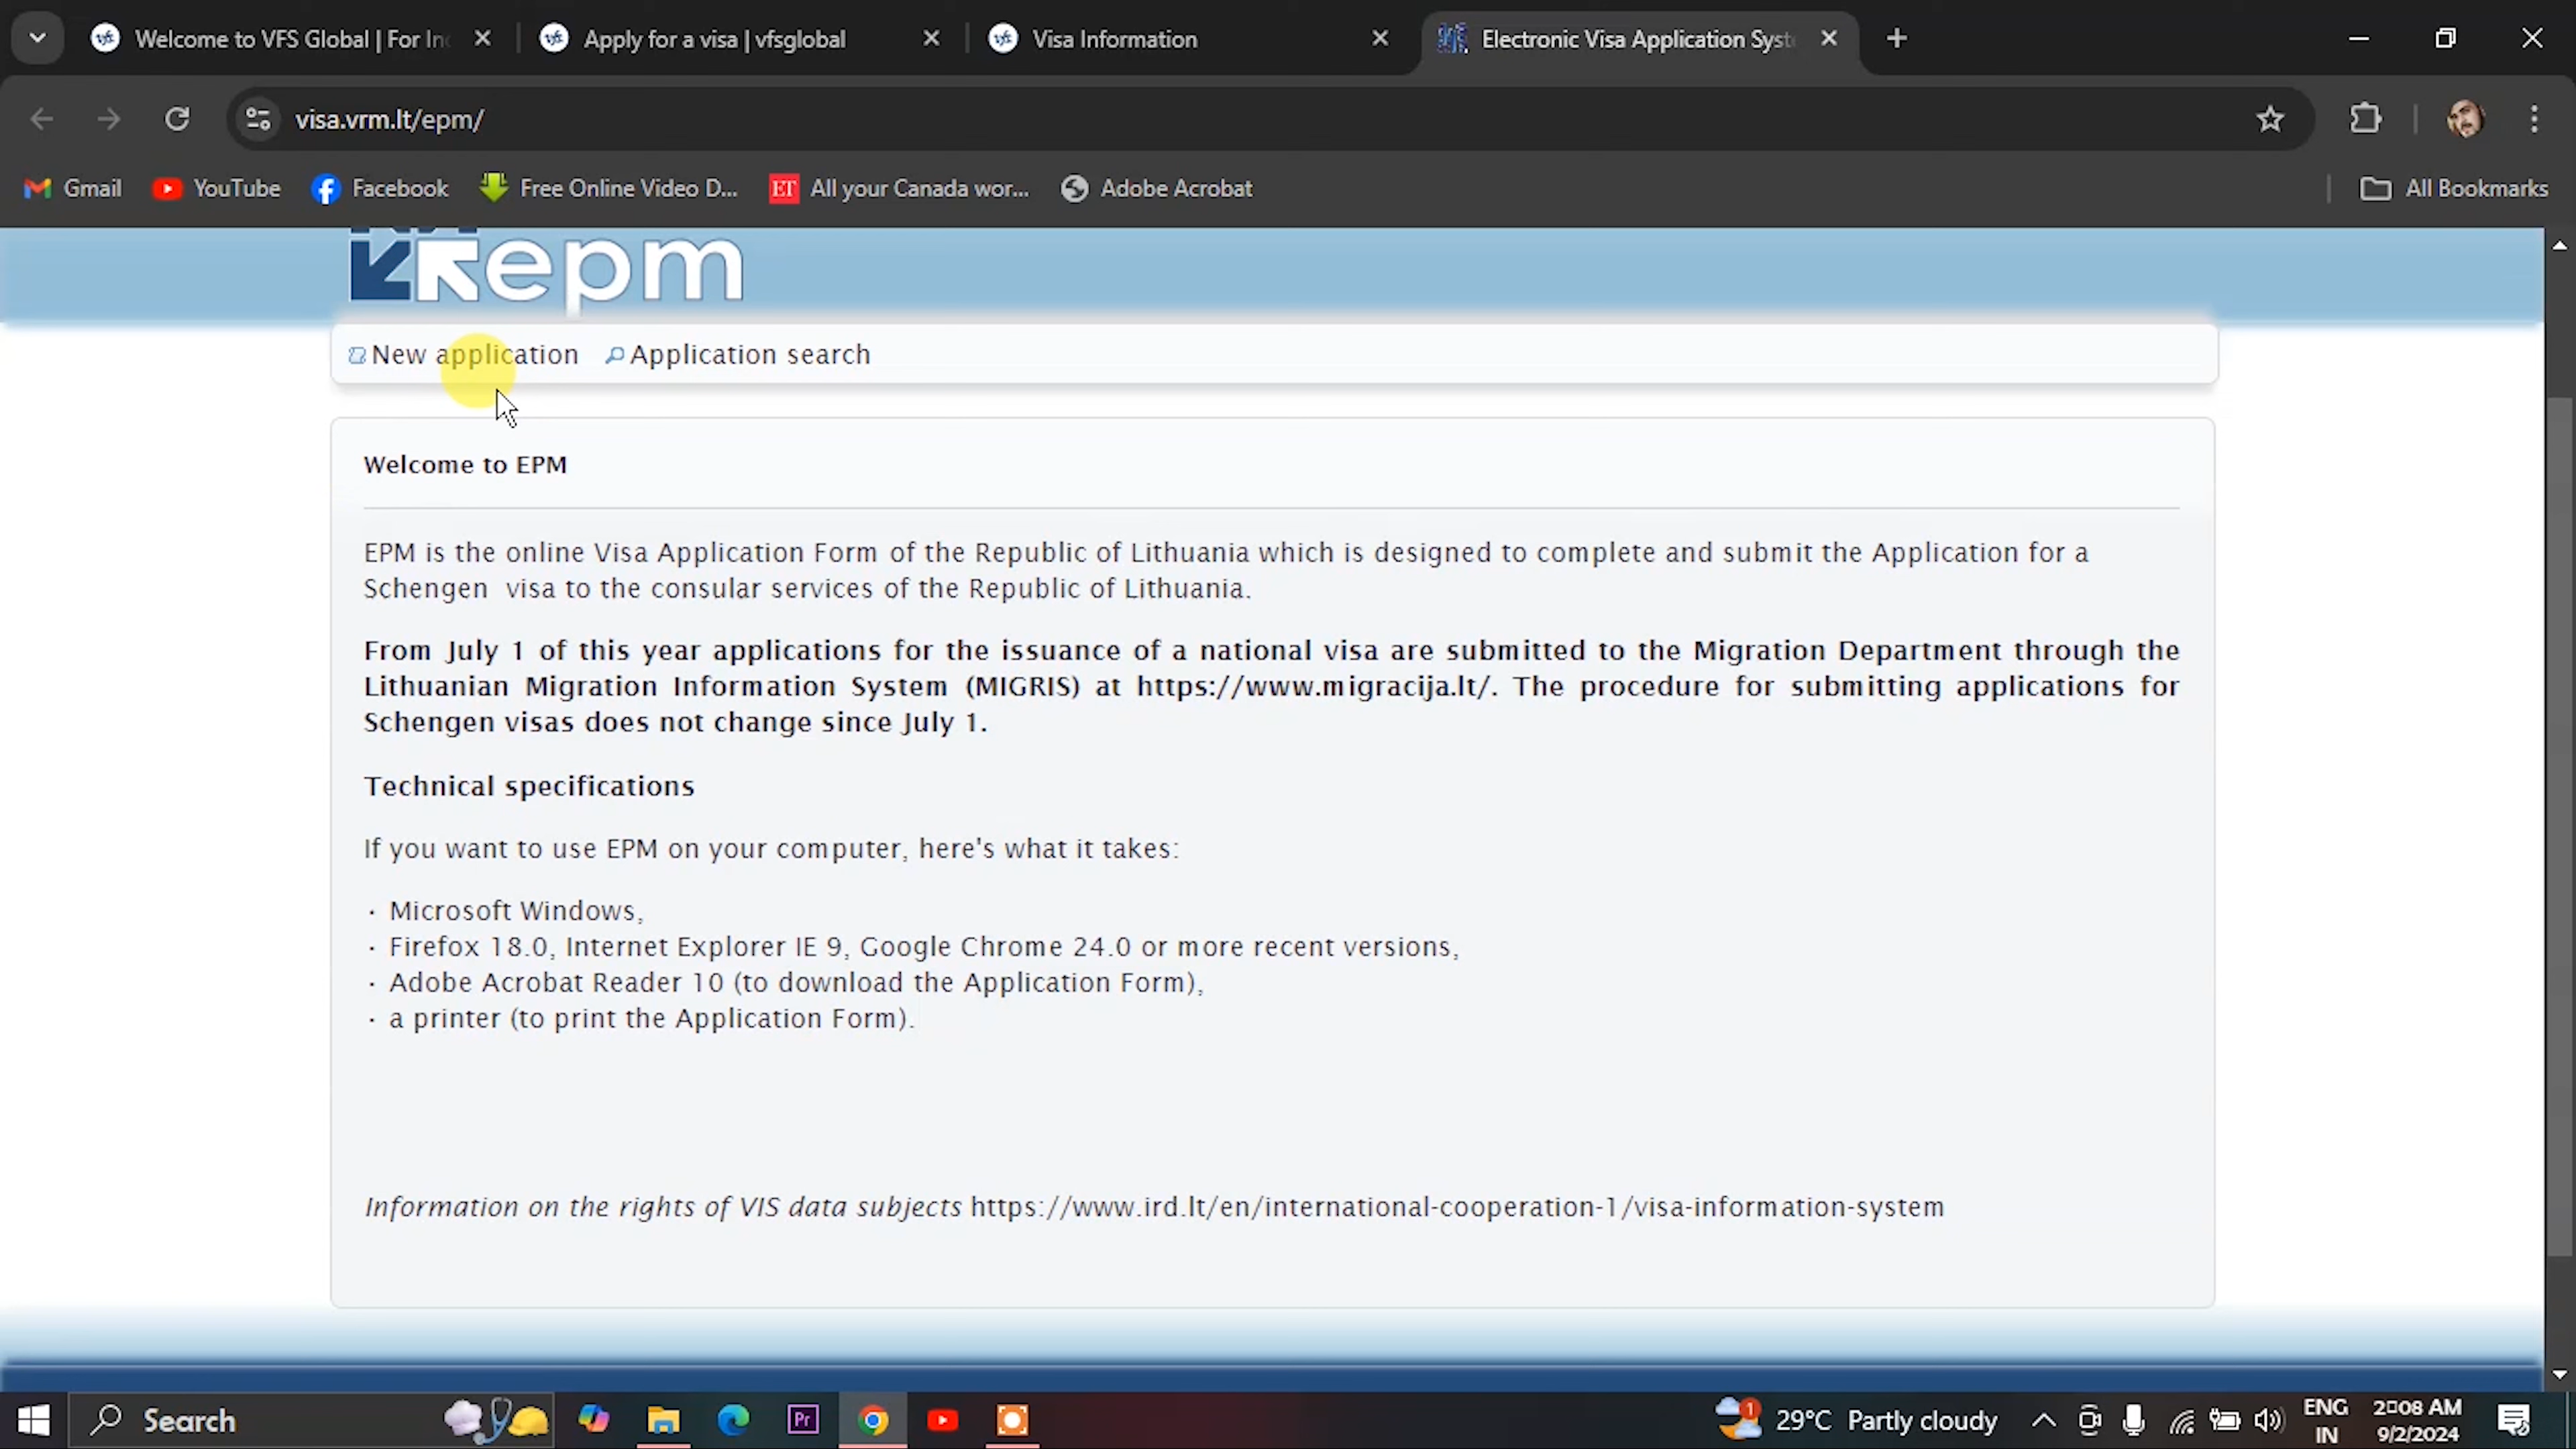 Welcome to VFS Global | For In
Apply for a visa | vfsglobal
Visa Information
Electronic Visa Application Syste
visa.vrm.lt/epm/
Gmail
YouTube
Facebook
Free Online Video D...
ET All your Canada wor...
Adobe Acrobat
All Bookmarks
epm
New application
Application search
Welcome to EPM
EPM is the online Visa Application Form of the Republic of Lithuania which is designed to complete and submit the Application for a
Schengen visa to the consular services of the Republic of Lithuania.
From July 1 of this year applications for the issuance of a national visa are submitted to the Migration Department through the
Lithuanian Migration Information System (MIGRIS) at https://www.migracija.lt/. The procedure for submitting applications for
Schengen visas does not change since July 1.
Technical specifications
If you want to use EPM on your computer, here's what it takes:
· Microsoft Windows,
· Firefox 18.0, Internet Explorer IE 9, Google Chrome 24.0 or more recent versions,
· Adobe Acrobat Reader 10 (to download the Application Form),
· a printer (to print the Application Form).
Information on the rights of VIS data subjects https://www.ird.lt/en/international-cooperation-1/visa-information-system
Search
Pr
1
29°C Partly cloudy
ENG
IN
2:08 AM
9/2/2024